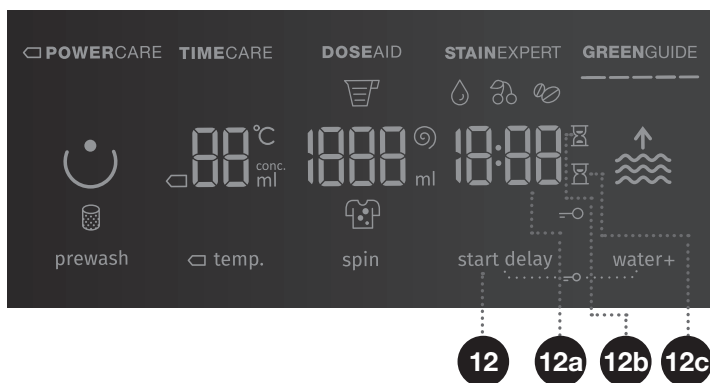 POWERCARE TIMECARE DOSEAID STAINEXPERT GREENGUIDE
88 °C 1888 18:88
conc.
ml ml
prewash temp. spin start delay water+
12 12a 12b 12c